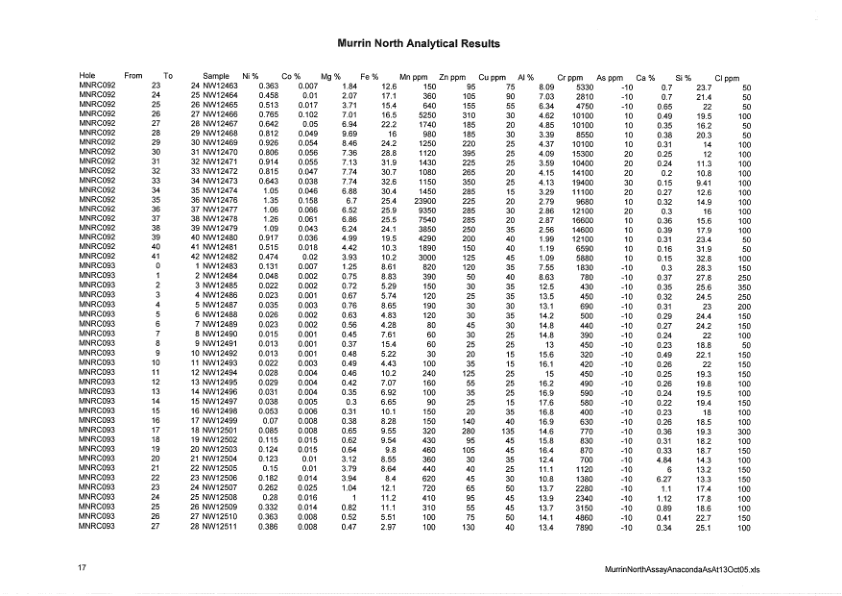 Murrin North Analytical Results
Hole From To Sample Ni % Co % Mg % Fe % Mn ppm Zn ppm Cu ppm Al % Cr ppm As ppm Ca % Si % Cl ppm
MNRC092 23 24 NW12463 0.363 0.007 1.84 12.6 150 95 75 8.09 5330 -10 0.7 23.7 50
MNRC092 24 25 NW12464 0.458 0.01 2.07 17.1 360 105 90 7.03 2810 -10 0.7 21.4 50
MNRC092 25 26 NW12465 0.513 0.017 3.71 15.4 640 155 55 6.34 4750 -10 0.65 22 50
MNRC092 26 27 NW12466 0.765 0.102 7.01 16.5 5250 310 30 4.62 10100 10 0.49 19.5 100
MNRC092 27 28 NW12467 0.642 0.05 6.94 22.2 1740 185 20 4.85 10100 10 0.35 16.2 50
MNRC092 28 29 NW12468 0.812 0.049 9.69 16 980 185 30 3.39 8550 10 0.38 20.3 50
MNRC092 29 30 NW12469 0.926 0.054 8.46 24.2 1250 220 25 4.37 10100 10 0.31 14 100
MNRC092 30 31 NW12470 0.806 0.056 7.36 28.8 1120 395 25 4.09 15300 20 0.25 12 100
MNRC092 31 32 NW12471 0.914 0.055 7.13 31.9 1430 225 25 3.59 10400 20 0.24 11.3 100
MNRC092 32 33 NW12472 0.815 0.047 7.74 30.7 1080 265 20 4.15 14100 20 0.2 10.8 100
MNRC092 33 34 NW12473 0.643 0.038 7.74 32.6 1150 350 25 4.13 19400 30 0.15 9.41 100
MNRC092 34 35 NW12474 1.05 0.046 6.88 30.4 1450 285 15 3.29 11100 20 0.27 12.6 100
MNRC092 35 36 NW12476 1.35 0.158 6.7 25.4 23900 225 20 2.79 9680 10 0.32 14.9 100
MNRC092 36 37 NW12477 1.06 0.066 6.52 25.9 9350 285 30 2.86 12100 20 0.3 16 100
MNRC092 37 38 NW12478 1.26 0.061 6.86 25.5 7540 285 20 2.87 16600 10 0.36 15.6 100
MNRC092 38 39 NW12479 1.09 0.043 6.24 24.1 3850 250 35 2.56 14600 10 0.39 17.9 100
MNRC092 39 40 NW12480 0.917 0.036 4.99 19.5 4290 200 40 1.99 12100 10 0.31 23.4 50
MNRC092 40 41 NW12481 0.515 0.018 4.42 10.3 1890 150 40 1.19 6590 10 0.16 31.9 50
MNRC092 41 42 NW12482 0.474 0.02 3.93 10.2 3000 125 45 1.09 5880 10 0.15 32.8 100
MNRC093 0 1 NW12483 0.131 0.007 1.25 8.61 820 120 35 7.55 1830 -10 0.3 28.3 150
MNRC093 1 2 NW12484 0.048 0.002 0.75 8.83 390 50 40 8.63 780 -10 0.37 27.8 250
MNRC093 2 3 NW12485 0.022 0.002 0.72 5.29 150 30 35 12.5 430 -10 0.35 25.6 350
MNRC093 3 4 NW12486 0.023 0.001 0.67 5.74 120 25 35 13.5 450 -10 0.32 24.5 250
MNRC093 4 5 NW12487 0.035 0.003 0.76 8.65 190 30 30 13.1 690 -10 0.31 23 200
MNRC093 5 6 NW12488 0.026 0.002 0.63 4.83 120 30 35 14.2 500 -10 0.29 24.4 150
MNRC093 6 7 NW12489 0.023 0.002 0.56 4.28 80 45 30 14.8 440 -10 0.27 24.2 150
MNRC093 7 8 NW12490 0.015 0.001 0.45 7.61 60 30 25 14.8 390 -10 0.24 22 100
MNRC093 8 9 NW12491 0.013 0.001 0.37 15.4 60 25 25 13 450 -10 0.23 18.8 50
MNRC093 9 10 NW12492 0.013 0.001 0.48 5.22 30 20 15 15.6 320 -10 0.49 22.1 150
MNRC093 10 11 NW12493 0.022 0.003 0.49 4.43 100 35 15 16.1 420 -10 0.26 22 150
MNRC093 11 12 NW12494 0.028 0.004 0.46 10.2 240 125 25 15 450 -10 0.25 19.3 150
MNRC093 12 13 NW12495 0.029 0.004 0.42 7.07 160 55 25 16.2 490 -10 0.26 19.8 100
MNRC093 13 14 NW12496 0.031 0.004 0.35 6.92 100 35 25 16.9 590 -10 0.24 19.5 100
MNRC093 14 15 NW12497 0.038 0.005 0.3 6.65 90 25 15 17.6 580 -10 0.22 19.4 150
MNRC093 15 16 NW12498 0.053 0.006 0.31 10.1 150 20 35 16.8 400 -10 0.23 18 100
MNRC093 16 17 NW12499 0.07 0.008 0.38 8.28 150 140 40 16.9 630 -10 0.26 18.5 100
MNRC093 17 18 NW12501 0.085 0.008 0.65 9.55 320 280 135 14.6 770 -10 0.36 19.3 300
MNRC093 18 19 NW12502 0.115 0.015 0.62 9.54 430 95 45 15.8 830 -10 0.31 18.2 100
MNRC093 19 20 NW12503 0.124 0.015 0.64 9.8 460 105 45 16.4 870 -10 0.33 18.7 150
MNRC093 20 21 NW12504 0.123 0.01 3.12 8.55 360 30 35 12.4 700 -10 4.84 14.3 100
MNRC093 21 22 NW12505 0.15 0.01 3.79 8.64 440 40 25 11.1 1120 -10 6 13.2 150
MNRC093 22 23 NW12506 0.182 0.014 3.94 8.4 620 45 30 10.8 1380 -10 6.27 13.3 150
MNRC093 23 24 NW12507 0.262 0.025 1.04 12.1 720 65 50 13.7 2280 -10 1.1 17.4 100
MNRC093 24 25 NW12508 0.28 0.016 1 11.2 410 95 45 13.9 2340 -10 1.12 17.8 100
MNRC093 25 26 NW12509 0.332 0.014 0.82 11.1 310 55 45 13.7 3150 -10 0.89 18.6 100
MNRC093 26 27 NW12510 0.363 0.008 0.52 5.51 100 75 50 14.1 4860 -10 0.41 22.7 150
MNRC093 27 28 NW12511 0.386 0.008 0.47 2.97 100 130 40 13.4 7890 -10 0.34 25.1 100
17 MurrinNorthAssayAnacondaAsAt13Oct05.xls